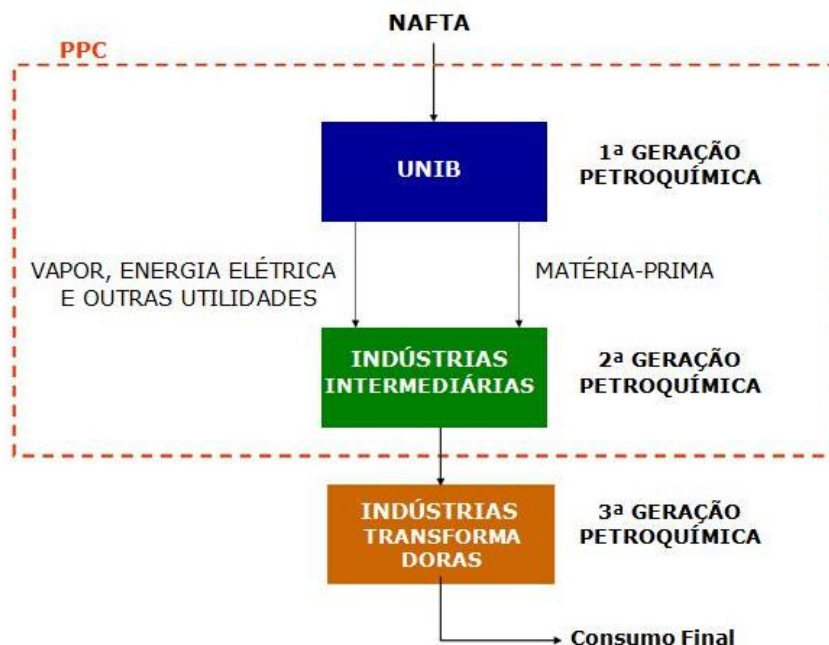 NAFTA
PPC
UNIB
1ª GERAÇÃO
PETROQUÍMICA
VAPOR, ENERGIA ELÉTRICA
E OUTRAS UTILIDADES
MATÉRIA-PRIMA
INDÚSTRIAS
INTERMEDIÁRIAS
2ª GERAÇÃO
PETROQUÍMICA
INDÚSTRIAS
TRANSFORMA
DORAS
3ª GERAÇÃO
PETROQUÍMICA
Consumo Final